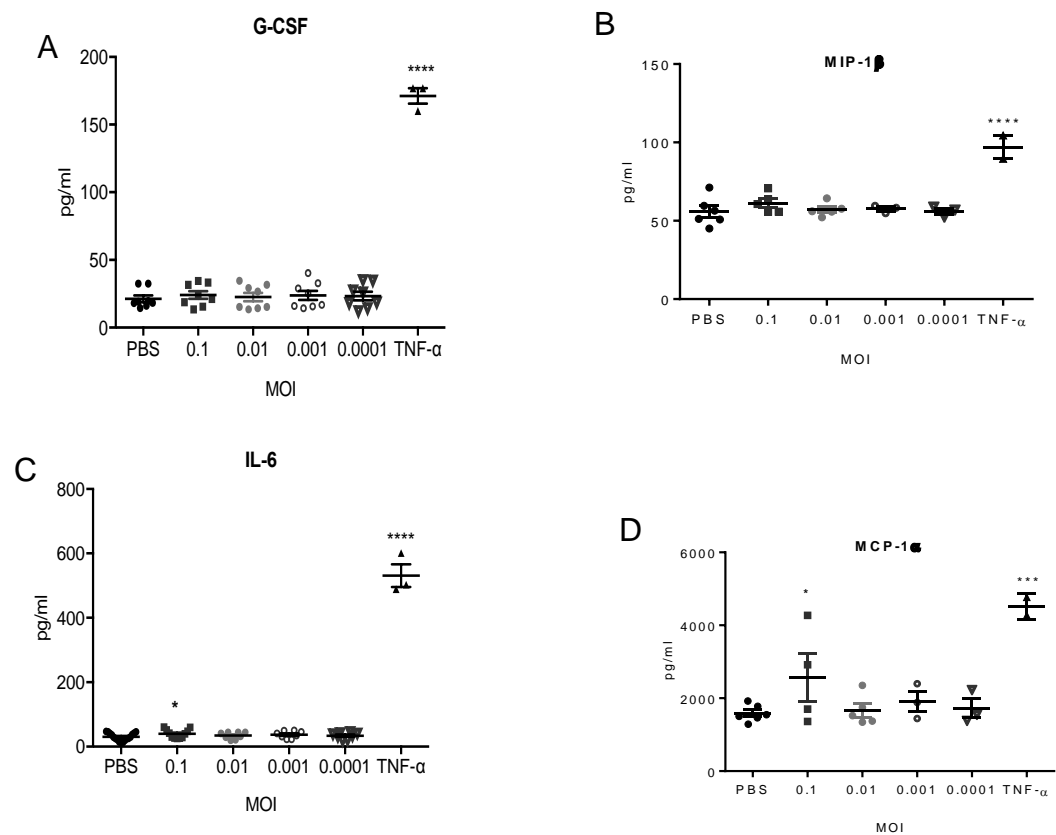 A
G-CSF
200
150
100
50
0
pg/ml
****
PBS 0.1 0.01 0.001 0.0001 TNF-α
MOI
B
MIP-1β
150
100
50
0
pg/ml
****
PBS 0.1 0.01 0.001 0.0001 TNF-α
MOI
C
IL-6
800
600
400
200
0
pg/ml
*
****
PBS 0.1 0.01 0.001 0.0001 TNF-α
MOI
D
MCP-1
6000
4000
2000
0
pg/ml
*
***
PBS 0.1 0.01 0.001 0.0001 TNF-α
MOI